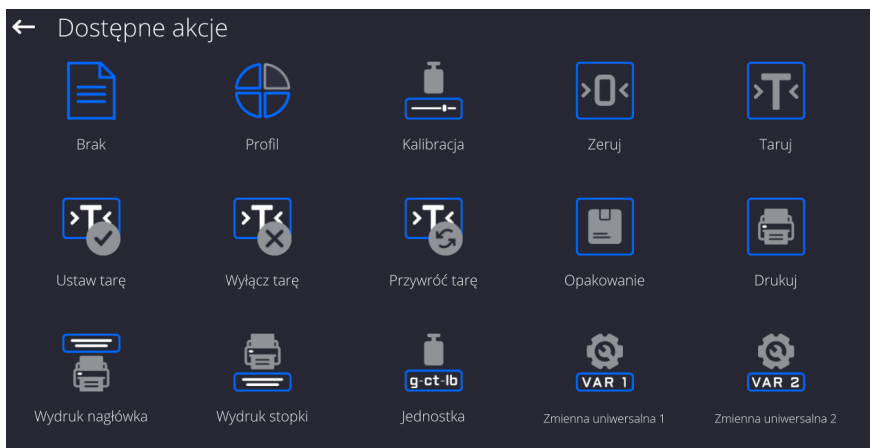 Dostępne akcje
Brak
Profil
Kalibracja
>0<
Zeruj
>T<
Taruj
>T<
Ustaw tarę
>T<
Wyłącz tarę
>T<
Przywróć tarę
Opakowanie
Drukuj
Wydruk nagłówka
Wydruk stopki
g-ct-lb
Jednostka
VAR 1
Zmienna uniwersalna 1
VAR 2
Zmienna uniwersalna 2